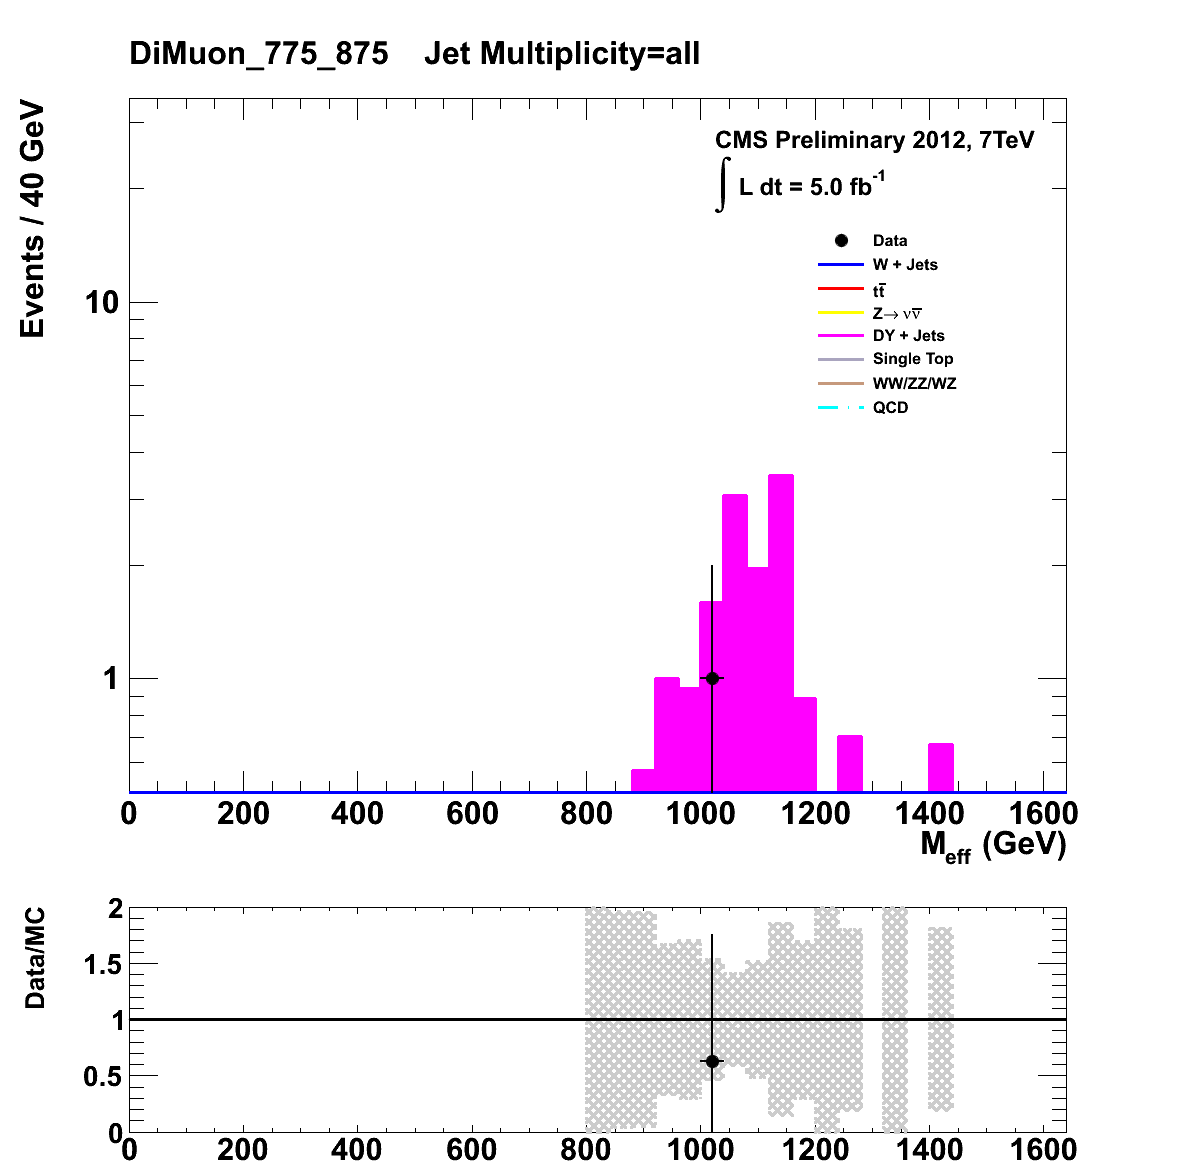 DiMuon_775_875 Jet Multiplicity=all
Events / 40 GeV
CMS Preliminary 2012, 7TeV
∫ L dt = 5.0 fb⁻¹
Data
W + Jets
tt̅
Z→ νν̅
DY + Jets
Single Top
WW/ZZ/WZ
QCD
10
1
0 200 400 600 800 1000 1200 1400 1600
M_eff (GeV)
Data/MC
2
1.5
1
0.5
0
0 200 400 600 800 1000 1200 1400 1600